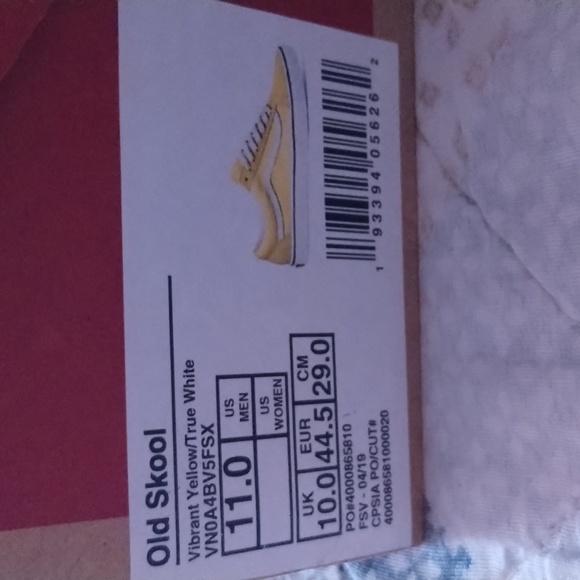 Old Skool
Vibrant Yellow/True White
VN0A4BV5FSX
11.0 US MEN
US WOMEN
UK EUR CM
10.0 44.5 29.0
PO#4000865810
FSV - 04/19
CPSIA PO/CUT#
400086581000020
1 93394 05626 2